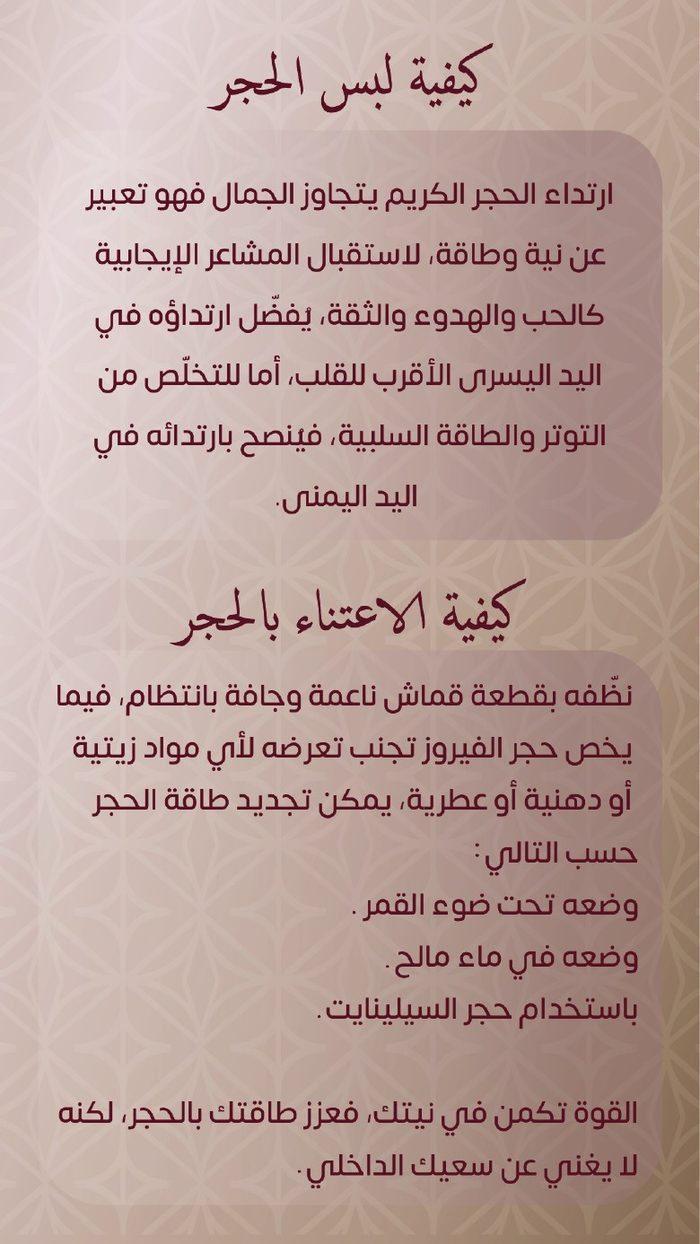 كيفية لبس الحجر
ارتداء الحجر الكريم يتجاوز الجمال فهو تعبير
عن نية وطاقة، لاستقبال المشاعر الإيجابية
كالحب والهدوء والثقة، يُفضّل ارتداؤه في
اليد اليسرى الأقرب للقلب، أما للتخلّص من
التوتر والطاقة السلبية، فيُنصح بارتدائه في
اليد اليمنى.
كيفية الاعتناء بالحجر
نظّفه بقطعة قماش ناعمة وجافة بانتظام، فيما
يخص حجر الفيروز تجنب تعرضه لأي مواد زيتية
أو دهنية أو عطرية، يمكن تجديد طاقة الحجر
حسب التالي:
وضعه تحت ضوء القمر.
وضعه في ماء مالح.
باستخدام حجر السيلينايت.
القوة تكمن في نيتك، فعزز طاقتك بالحجر، لكنه
لا يغني عن سعيك الداخلي.